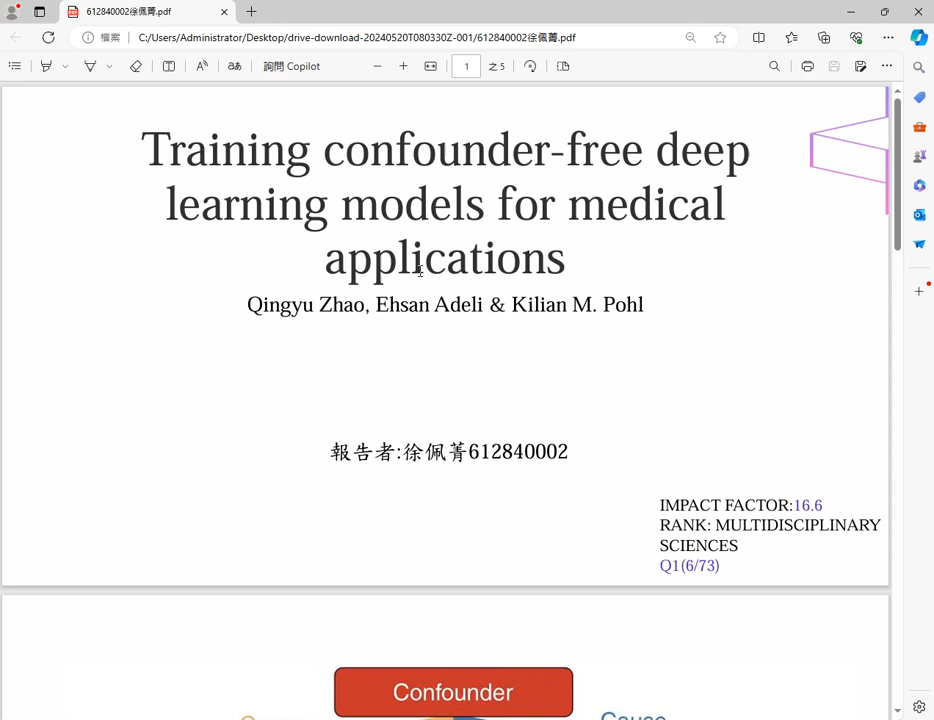 612840002徐佩菁.pdf
檔案
C:/Users/Administrator/Desktop/drive-download-20240520T080330Z-001/612840002徐佩菁.pdf
詢問 Copilot
1 之5
Training confounder-free deep
learning models for medical
applications
Qingyu Zhao, Ehsan Adeli & Kilian M. Pohl
報告者:徐佩菁612840002
IMPACT FACTOR:16.6
RANK: MULTIDISCIPLINARY
SCIENCES
Q1(6/73)
Confounder
Cause